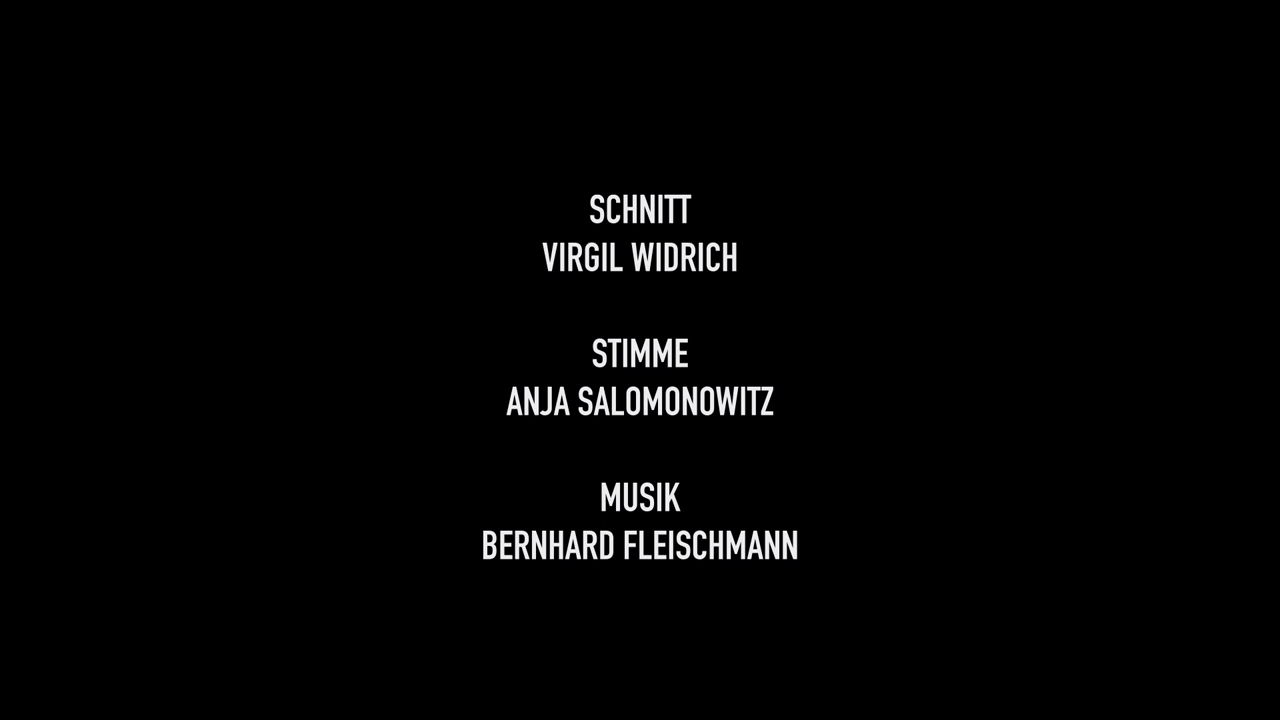 SCHNITT
VIRGIL WIDRICH
STIMME
ANJA SALOMONOWITZ
MUSIK
BERNHARD FLEISCHMANN